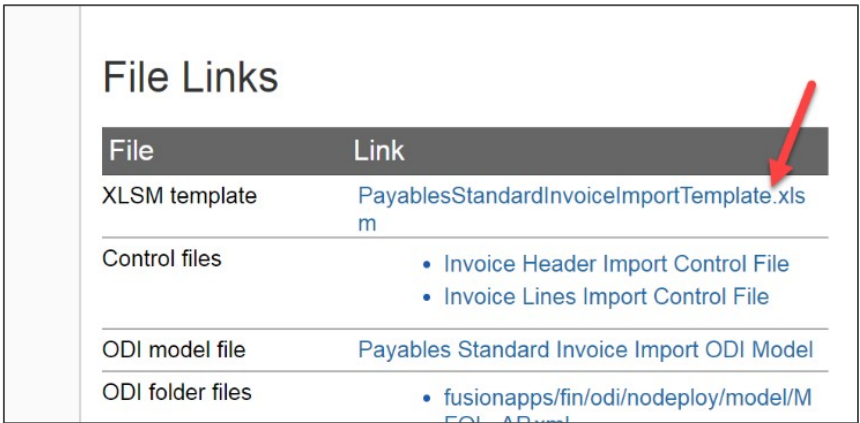 File Links
File Link
XLSM template PayablesStandardInvoiceImportTemplate.xls
m
Control files • Invoice Header Import Control File
• Invoice Lines Import Control File
ODI model file Payables Standard Invoice Import ODI Model
ODI folder files • fusionapps/fin/odi/nodeploy/model/M